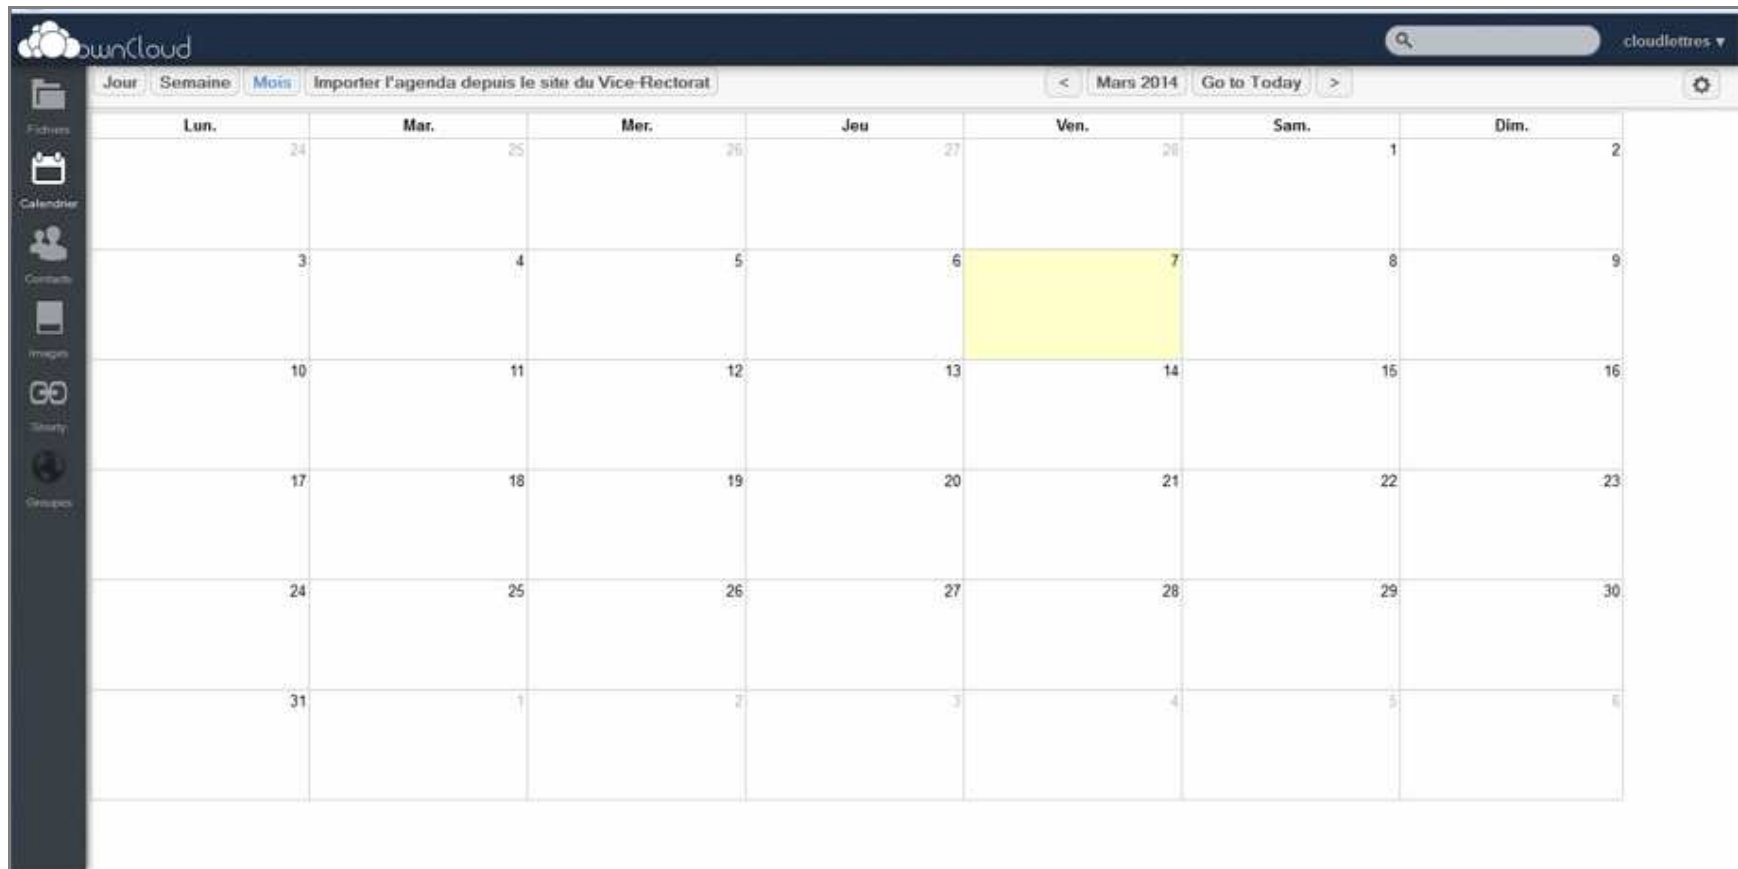 ownCloud
cloudlettres ▾
Jour Semaine Mois Importer l'agenda depuis le site du Vice-Rectorat < Mars 2014 Go to Today >
Fichiers
Calendrier
Contacts
Images
Shorty
Groupes
Lun. Mar. Mer. Jeu Ven. Sam. Dim.
24 25 26 27 28 1 2
3 4 5 6 7 8 9
10 11 12 13 14 15 16
17 18 19 20 21 22 23
24 25 26 27 28 29 30
31 1 2 3 4 5 6